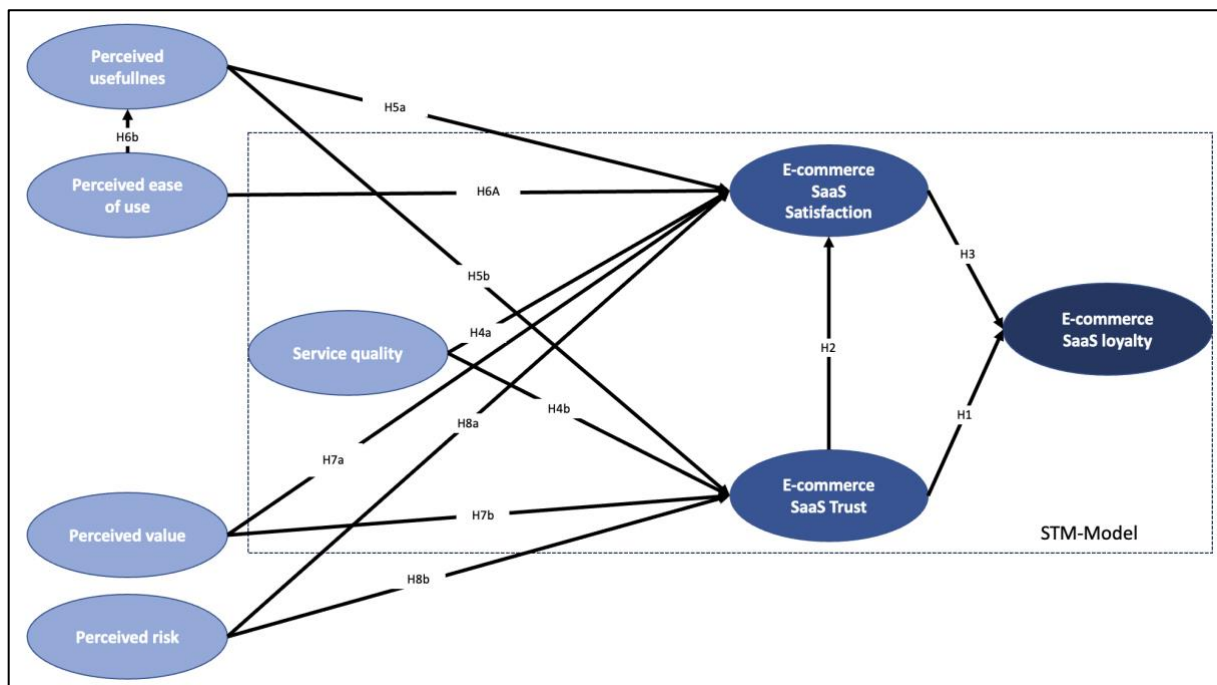 Perceived
usefullnes
H5a
H6b
E-commerce
SaaS
Satisfaction
Perceived ease
of use
H6A
H3
H5b
E-commerce
SaaS loyalty
H4a
Service quality
H2
H4b
H8a
H1
H7a
E-commerce
SaaS Trust
H7b
Perceived value
STM-Model
H8b
Perceived risk